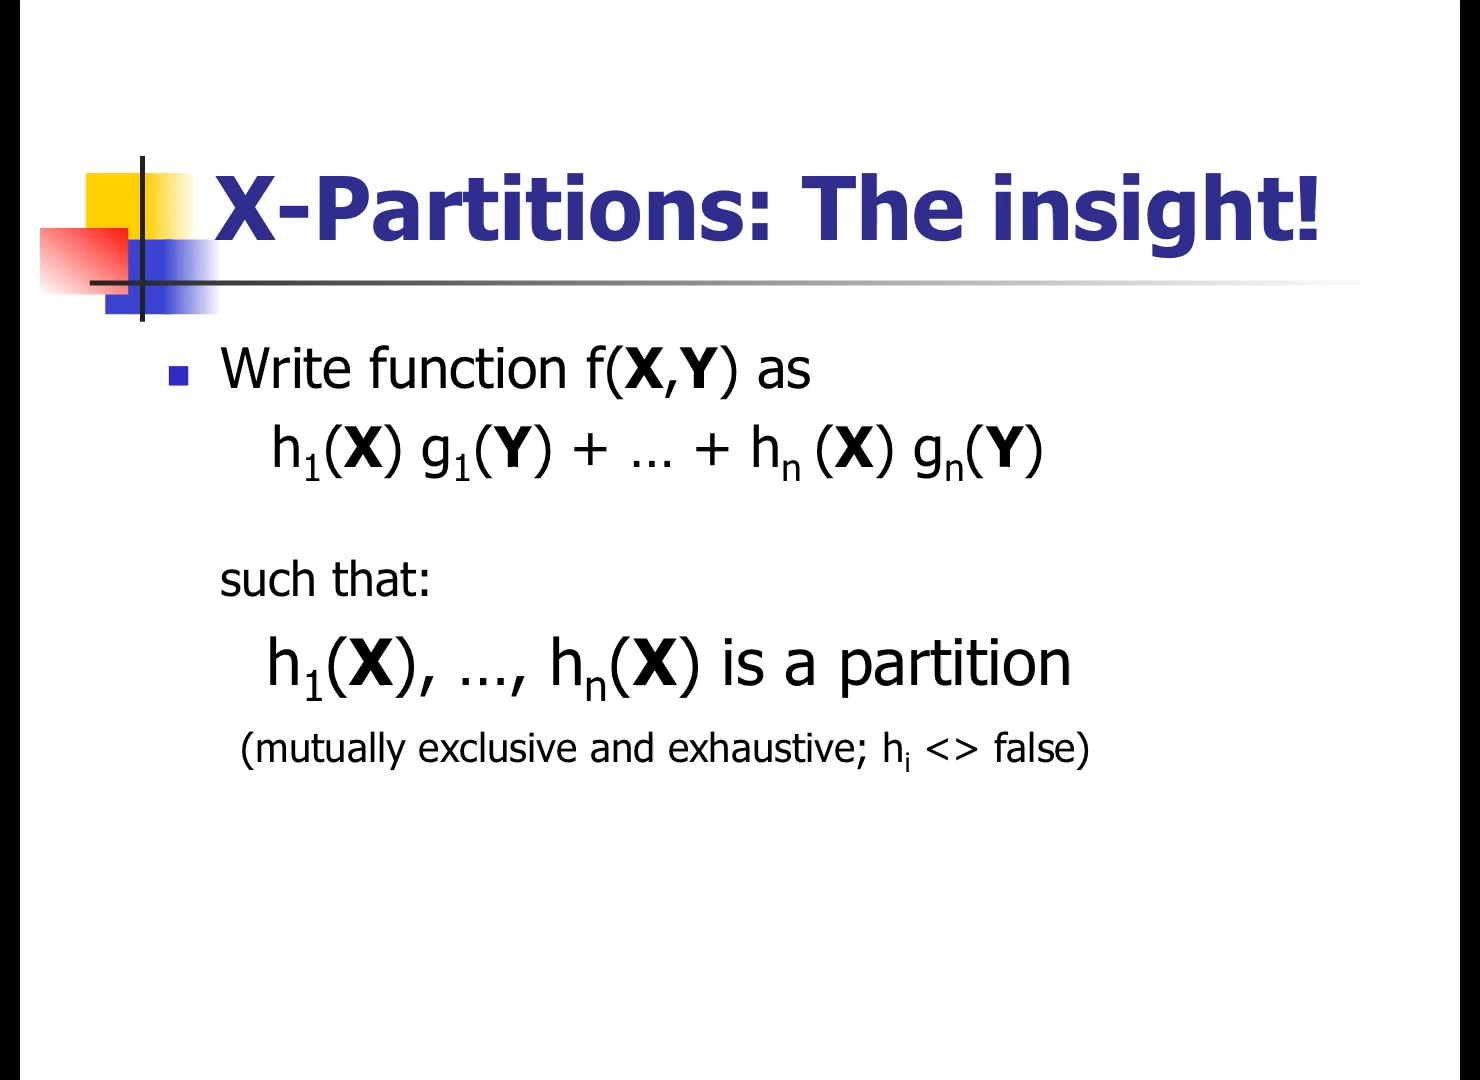 X-Partitions: The insight!
Write function f(X,Y) as
h₁(X) g₁(Y) + … + hₙ (X) gₙ(Y)
such that:
h₁(X), …, hₙ(X) is a partition
(mutually exclusive and exhaustive; hᵢ <> false)